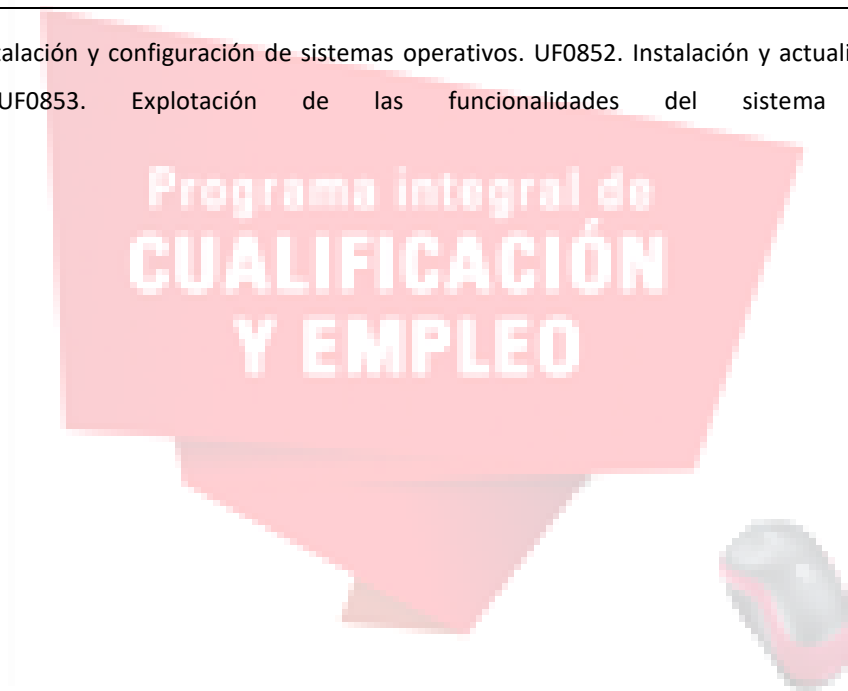 talación y configuración de sistemas operativos. UF0852. Instalación y actuali
UF0853. Explotación de las funcionalidades del sistema
Programa integral de
CUALIFICACIÓN
Y EMPLEO